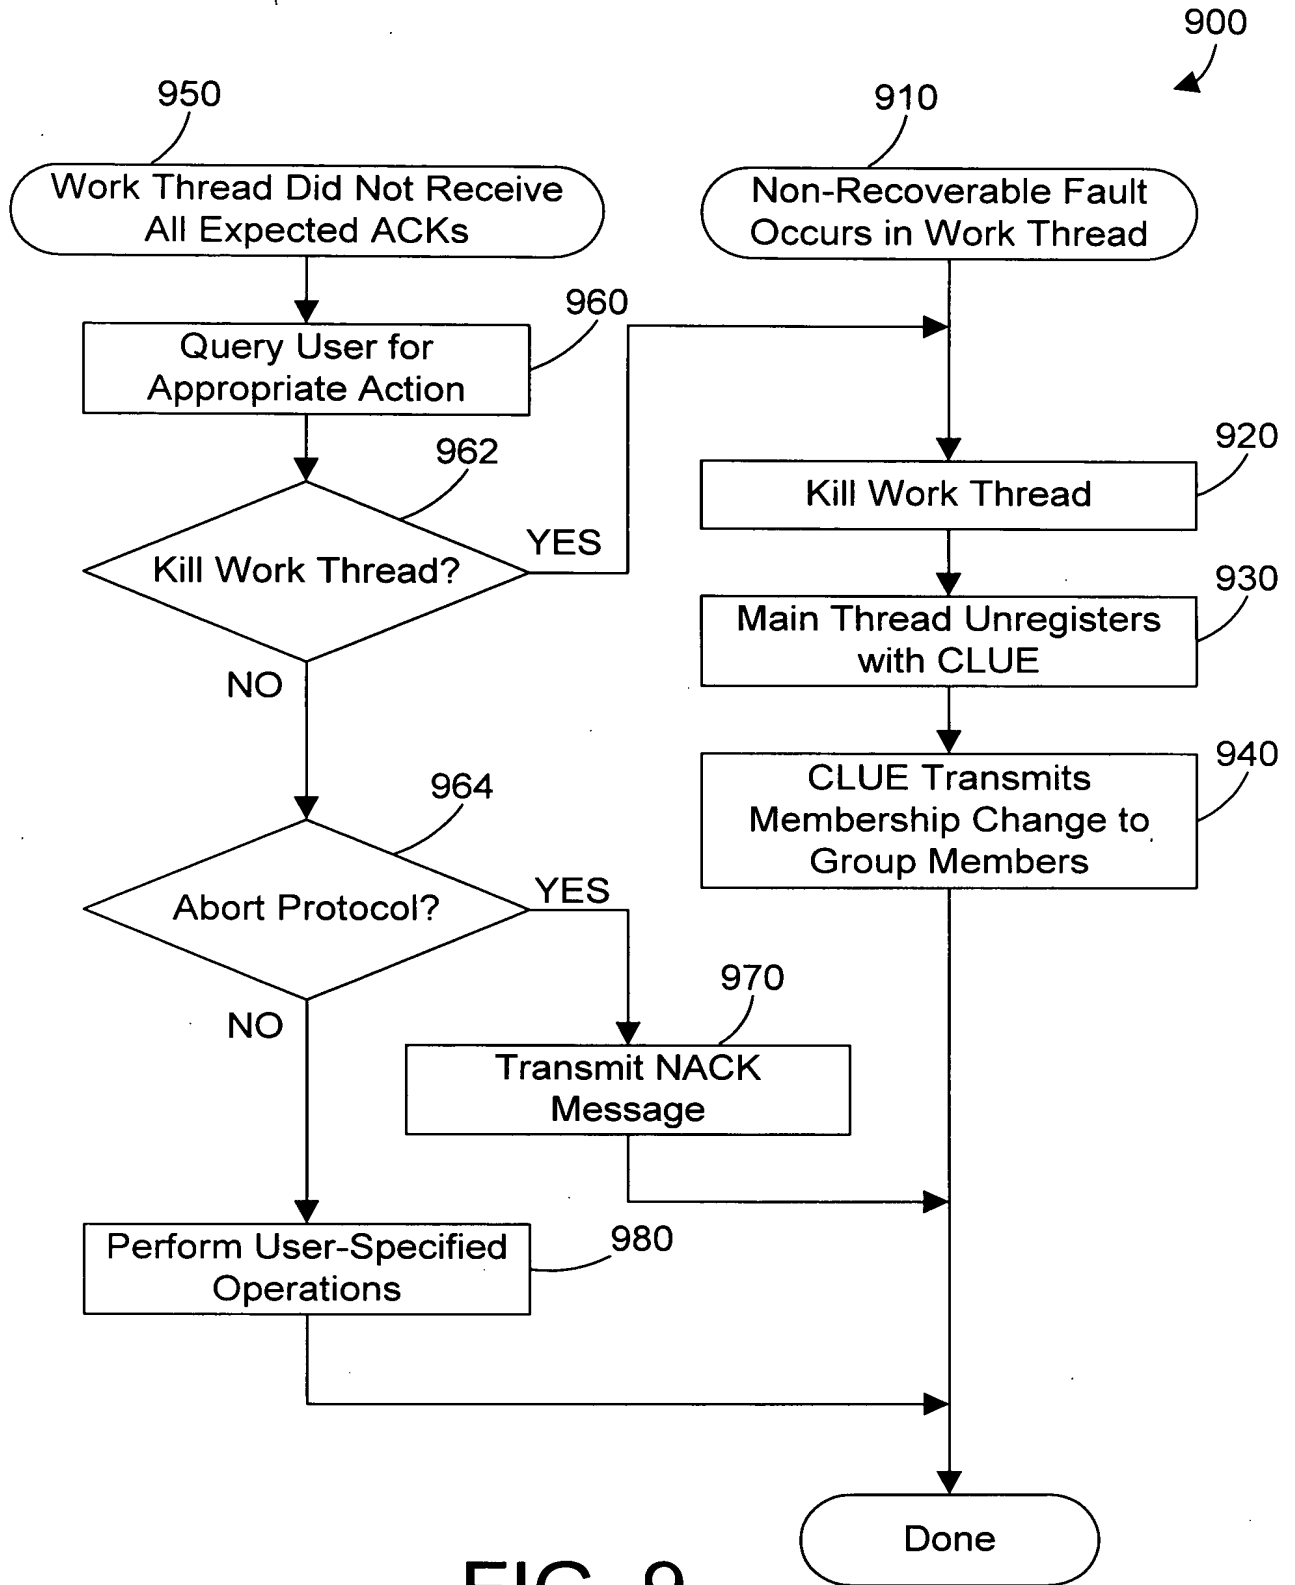 900
950
910
Work Thread Did Not Receive
All Expected ACKs
Non-Recoverable Fault
Occurs in Work Thread
960
Query User for
Appropriate Action
962
920
Kill Work Thread
YES
Kill Work Thread?
930
Main Thread Unregisters
with CLUE
NO
940
CLUE Transmits
Membership Change to
Group Members
964
YES
Abort Protocol?
970
NO
Transmit NACK
Message
980
Perform User-Specified
Operations
Done
FIG. 9